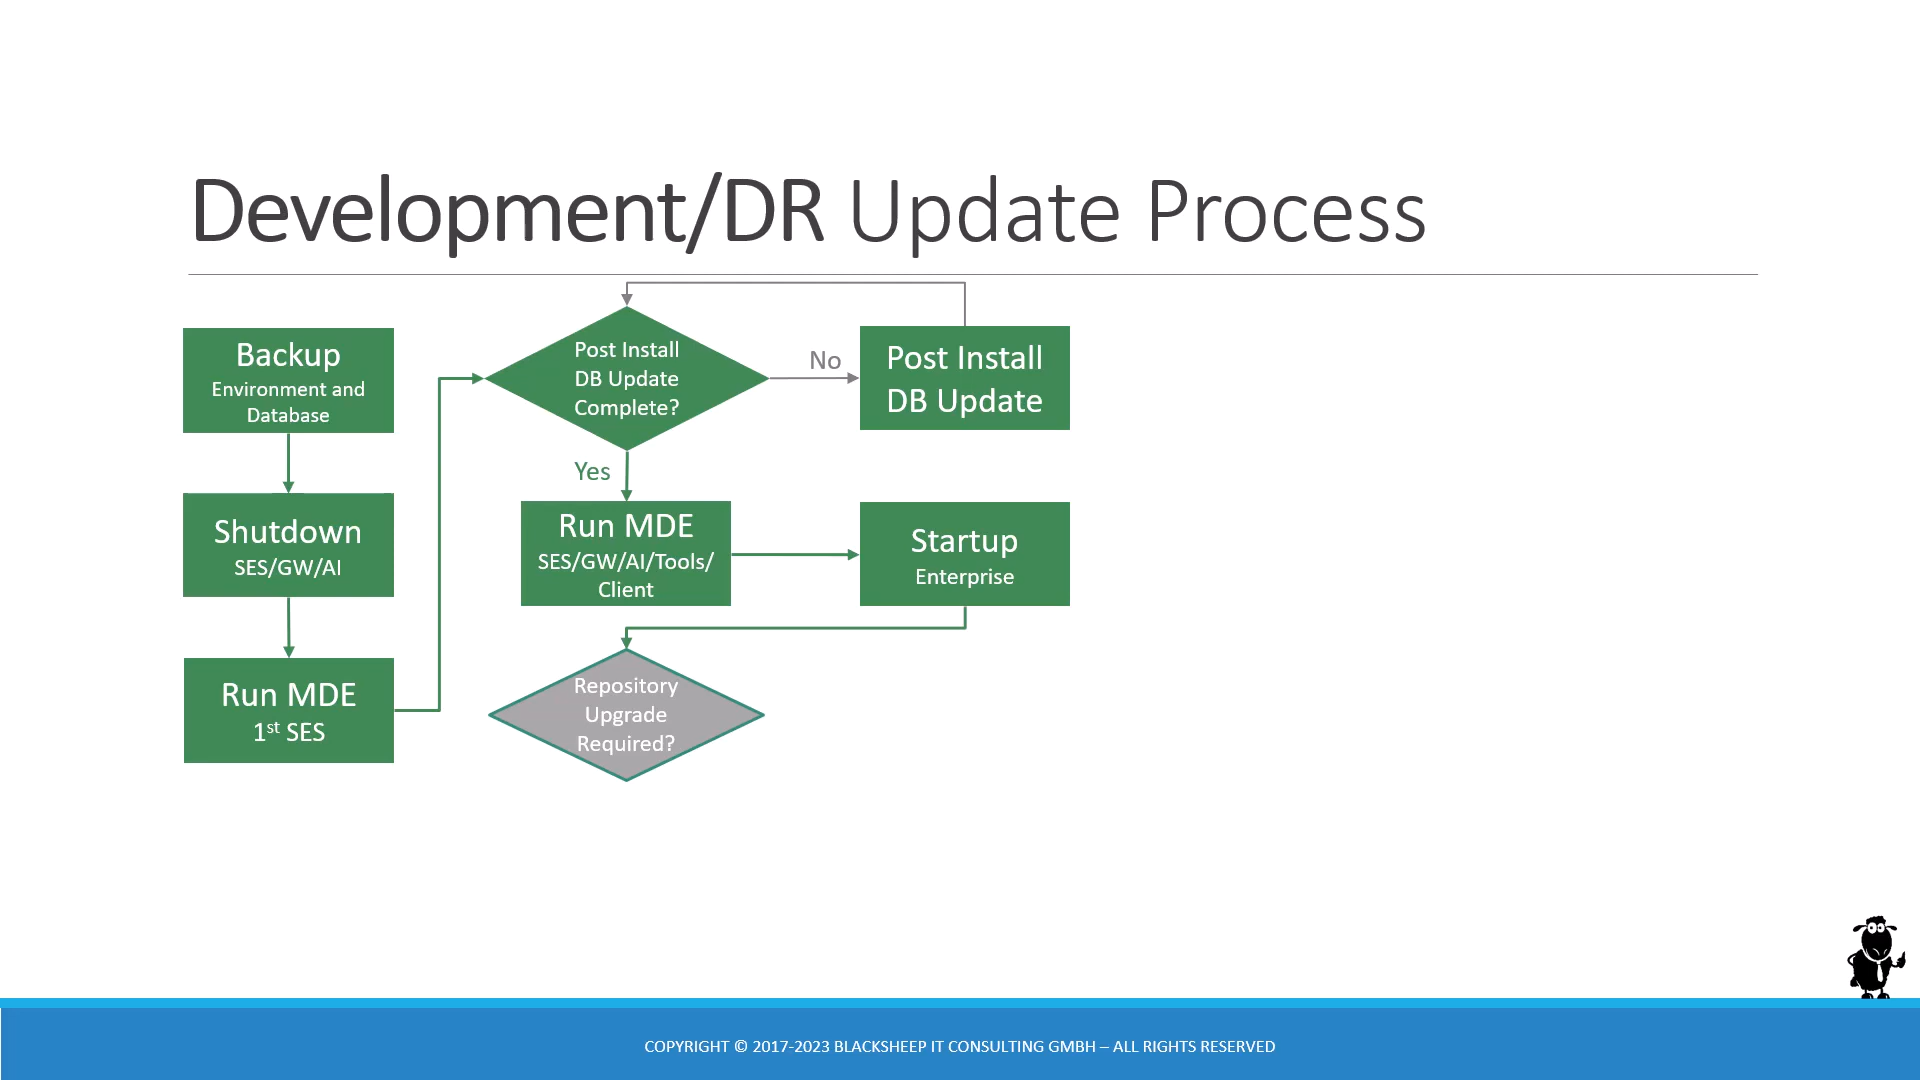 Development/DR Update Process
Backup
Environment and
Database
Shutdown
SES/GW/AI
Run MDE
1st SES
Post Install
DB Update
Complete?
No
Post Install
DB Update
Yes
Run MDE
SES/GW/AI/Tools/
Client
Startup
Enterprise
Repository
Upgrade
Required?
COPYRIGHT © 2017-2023 BLACKSHEEP IT CONSULTING GMBH – ALL RIGHTS RESERVED